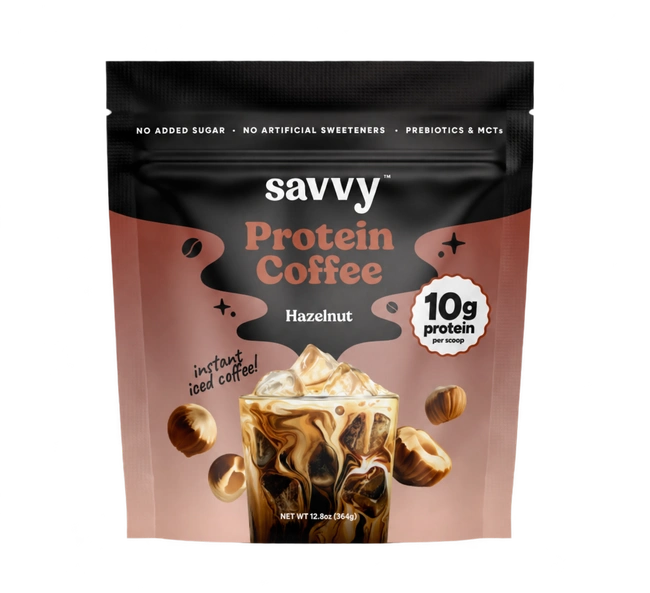 NO ADDED SUGAR • NO ARTIFICIAL SWEETENERS • PREBIOTICS & MCTs
savvy™
Protein
Coffee
Hazelnut
10g
protein
per scoop
instant
iced coffee!
NET WT 12.8oz (364g)